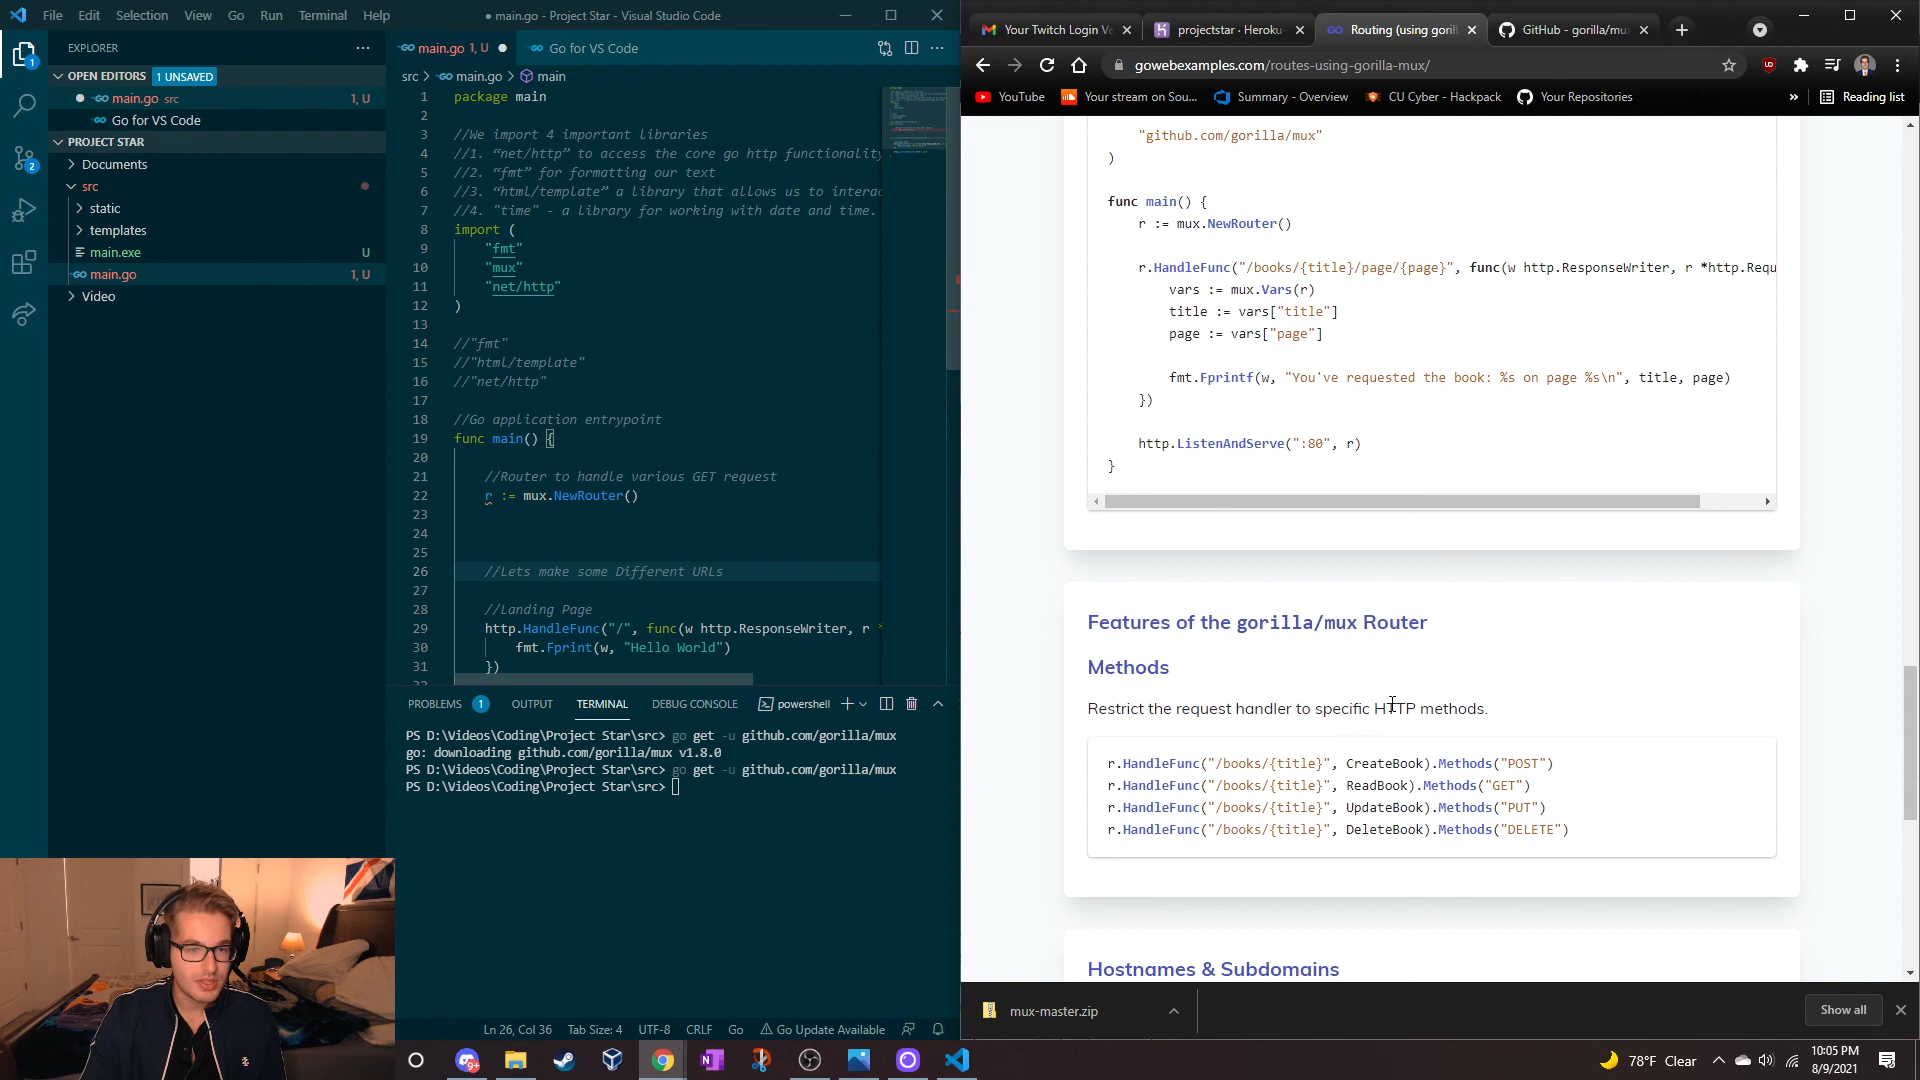 File Edit Selection View Go Run Terminal Help
● main.go - Project Star - Visual Studio Code
EXPLORER
OPEN EDITORS 1 UNSAVED
main.go src 1, U
Go for VS Code
PROJECT STAR
Documents
src
static
templates
main.exe U
main.go 1, U
Video
1
2
2
main.go 1, U ● Go for VS Code
src > main.go > main
1 package main
2
3 //We import 4 important libraries
4 //1. “net/http” to access the core go http functionality
5 //2. “fmt” for formatting our text
6 //3. “html/template” a library that allows us to interac
7 //4. "time" - a library for working with date and time.
8 import (
9 "fmt"
10 "mux"
11 "net/http"
12 )
13
14 //"fmt"
15 //"html/template"
16 //"net/http"
17
18 //Go application entrypoint
19 func main() {
20
21 //Router to handle various GET request
22 r := mux.NewRouter()
23
24
25
26 //Lets make some Different URLs
27
28 //Landing Page
29 http.HandleFunc("/", func(w http.ResponseWriter, r *
30 fmt.Fprint(w, "Hello World")
31 })
32
PROBLEMS 1 OUTPUT TERMINAL DEBUG CONSOLE powershell
PS D:\Videos\Coding\Project Star\src> go get -u github.com/gorilla/mux
go: downloading github.com/gorilla/mux v1.8.0
PS D:\Videos\Coding\Project Star\src> go get -u github.com/gorilla/mux
PS D:\Videos\Coding\Project Star\src>
Ln 26, Col 36 Tab Size: 4 UTF-8 CRLF Go Go Update Available
Your Twitch Login Ve projectstar · Heroku Routing (using goril GitHub - gorilla/mux
gowebexamples.com/routes-using-gorilla-mux/
YouTube Your stream on So... Summary - Overview CU Cyber - Hackpack Your Repositories » Reading list
"github.com/gorilla/mux"
)
func main() {
r := mux.NewRouter()
r.HandleFunc("/books/{title}/page/{page}", func(w http.ResponseWriter, r *http.Requ
vars := mux.Vars(r)
title := vars["title"]
page := vars["page"]
fmt.Fprintf(w, "You've requested the book: %s on page %s\n", title, page)
})
http.ListenAndServe(":80", r)
}
Features of the gorilla/mux Router
Methods
Restrict the request handler to specific HTTP methods.
r.HandleFunc("/books/{title}", CreateBook).Methods("POST")
r.HandleFunc("/books/{title}", ReadBook).Methods("GET")
r.HandleFunc("/books/{title}", UpdateBook).Methods("PUT")
r.HandleFunc("/books/{title}", DeleteBook).Methods("DELETE")
Hostnames & Subdomains
mux-master.zip
Show all
78°F Clear
10:05 PM
8/9/2021